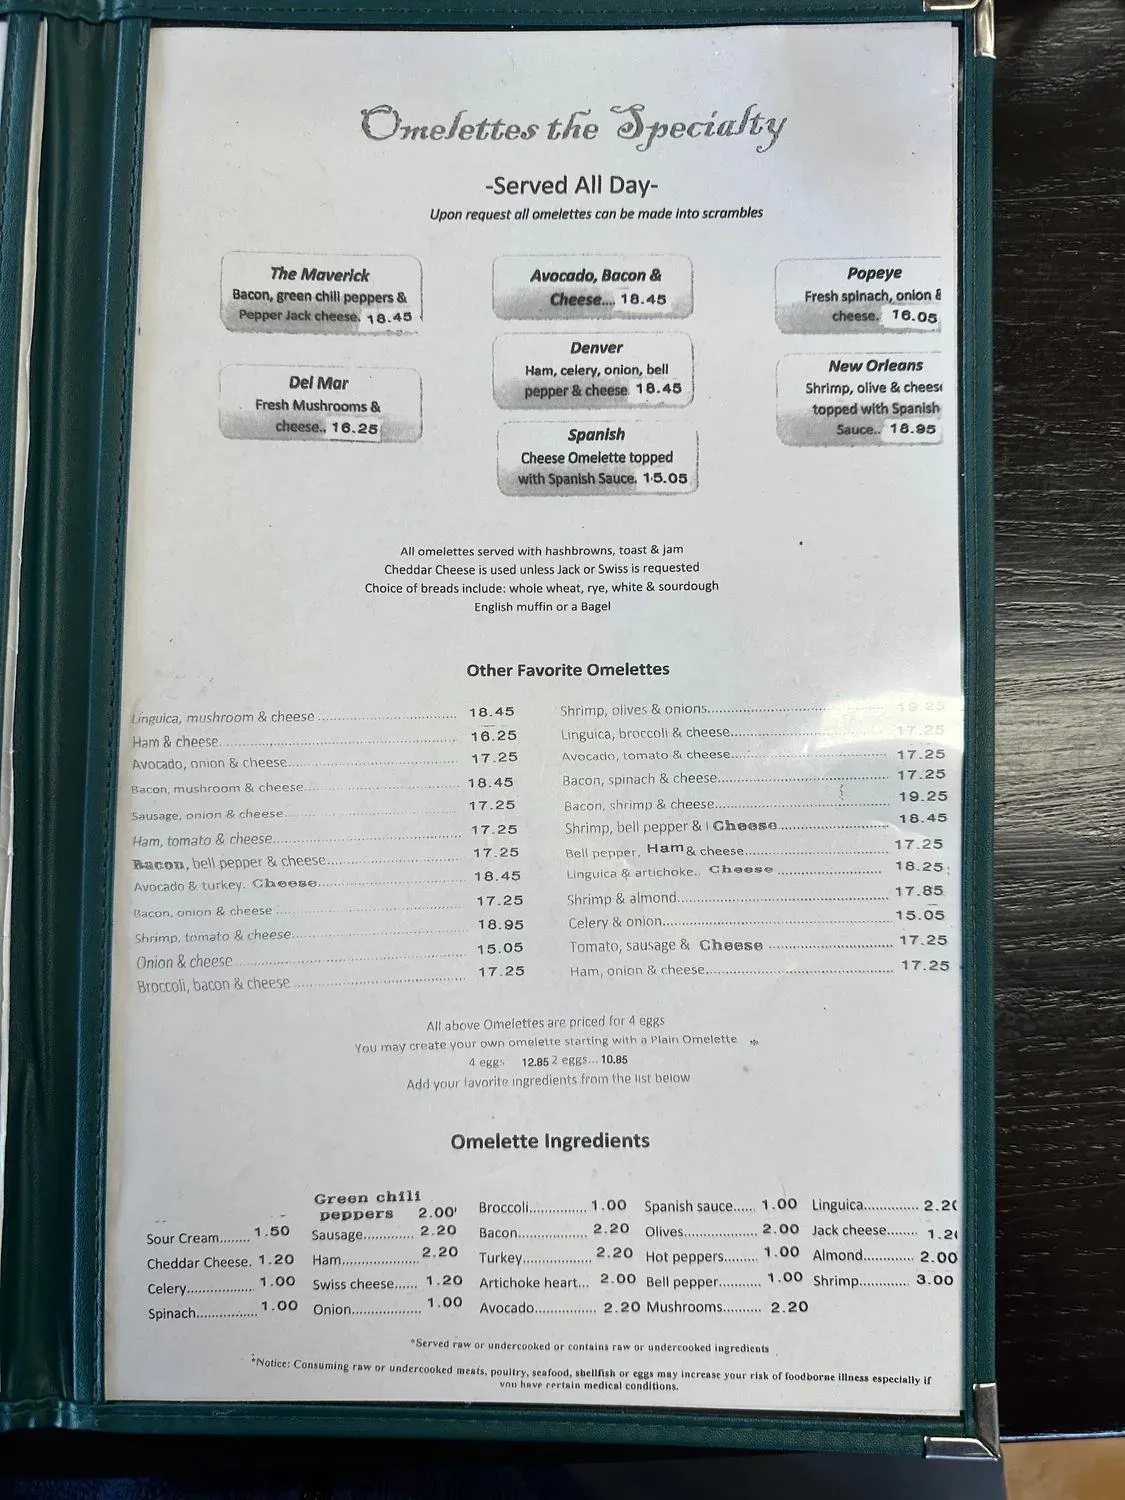 Omelettes the Specialty
-Served All Day-
Upon request all omelettes can be made into scrambles
The Maverick
Bacon, green chili peppers &
Pepper Jack cheese. 18.45
Del Mar
Fresh Mushrooms &
cheese.. 16.25
Avocado, Bacon &
Cheese.... 18.45
Denver
Ham, celery, onion, bell
pepper & cheese 18.45
Spanish
Cheese Omelette topped
with Spanish Sauce. 15.05
Popeye
Fresh spinach, onion &
cheese. 16.05
New Orleans
Shrimp, olive & chees
topped with Spanish
Sauce.. 18.95
All omelettes served with hashbrowns, toast & jam
Cheddar Cheese is used unless Jack or Swiss is requested
Choice of breads include: whole wheat, rye, white & sourdough
English muffin or a Bagel
Other Favorite Omelettes
Linguica, mushroom & cheese 18.45
Ham & cheese 16.25
Avocado, onion & cheese 17.25
Bacon, mushroom & cheese 18.45
Sausage, onion & cheese 17.25
Ham, tomato & cheese 17.25
Bacon, bell pepper & cheese 17.25
Avocado & turkey. Cheese 18.45
Bacon, onion & cheese 17.25
Shrimp, tomato & cheese 18.95
Onion & cheese 15.05
Broccoli, bacon & cheese 17.25
Shrimp, olives & onions 19.25
Linguica, broccoli & cheese 17.25
Avocado, tomato & cheese 17.25
Bacon, spinach & cheese 17.25
Bacon, shrimp & cheese 19.25
Shrimp, bell pepper & Cheese 18.45
Bell pepper, Ham & cheese 17.25
Linguica & artichoke.. Cheese 18.25
Shrimp & almond 17.85
Celery & onion 15.05
Tomato, sausage & Cheese 17.25
Ham, onion & cheese 17.25
All above Omelettes are priced for 4 eggs
You may create your own omelette starting with a Plain Omelette
4 eggs 12.85 2 eggs... 10.85
Add your favorite ingredients from the list below
Omelette Ingredients
Sour Cream........ 1.50
Cheddar Cheese. 1.20
Celery 1.00
Spinach 1.00
Green chili
peppers 2.00
Sausage 2.20
Ham 2.20
Swiss cheese...... 1.20
Onion 1.00
Broccoli 1.00
Bacon 2.20
Turkey 2.20
Artichoke heart... 2.00
Avocado 2.20
Spanish sauce..... 1.00
Olives 2.00
Hot peppers 1.00
Bell pepper 1.00
Mushrooms 2.20
Linguica 2.20
Jack cheese 1.20
Almond 2.00
Shrimp 3.00
*Served raw or undercooked or contains raw or undercooked ingredients
*Notice: Consuming raw or undercooked meats, poultry, seafood, shellfish or eggs may increase your risk of foodborne illness especially if
you have certain medical conditions.